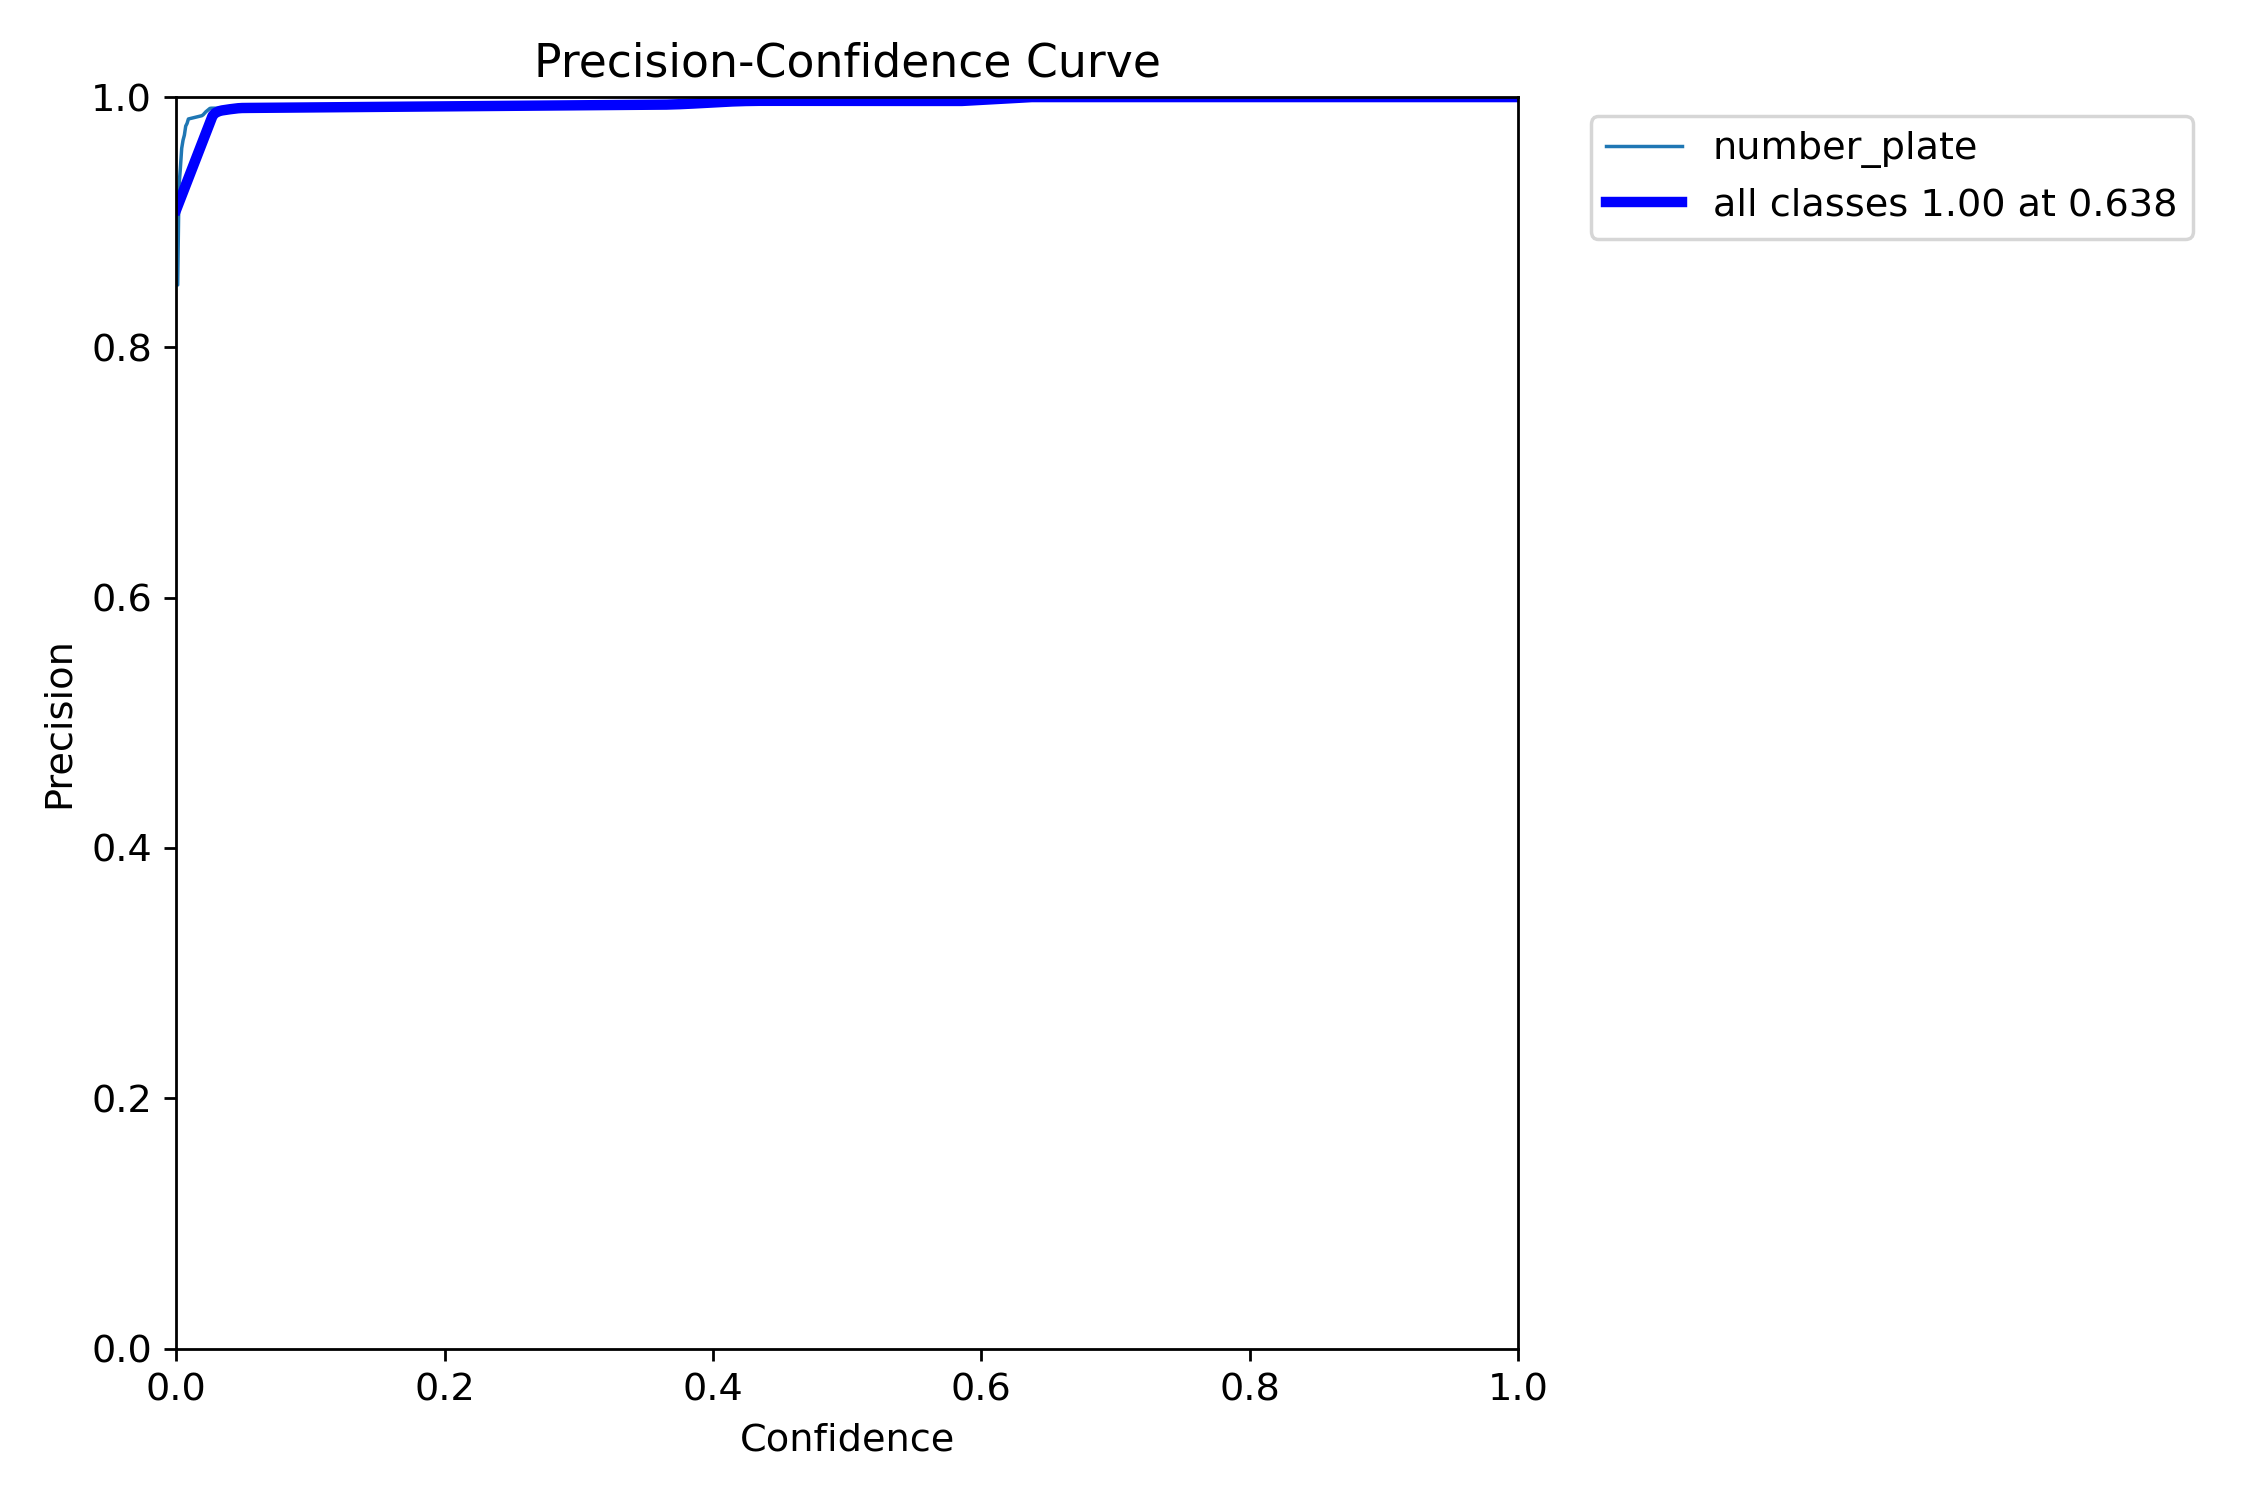 Precision-Confidence Curve
1.0
0.8
0.6
0.4
0.2
0.0
Precision
0.0 0.2 0.4 0.6 0.8 1.0
Confidence
number_plate
all classes 1.00 at 0.638